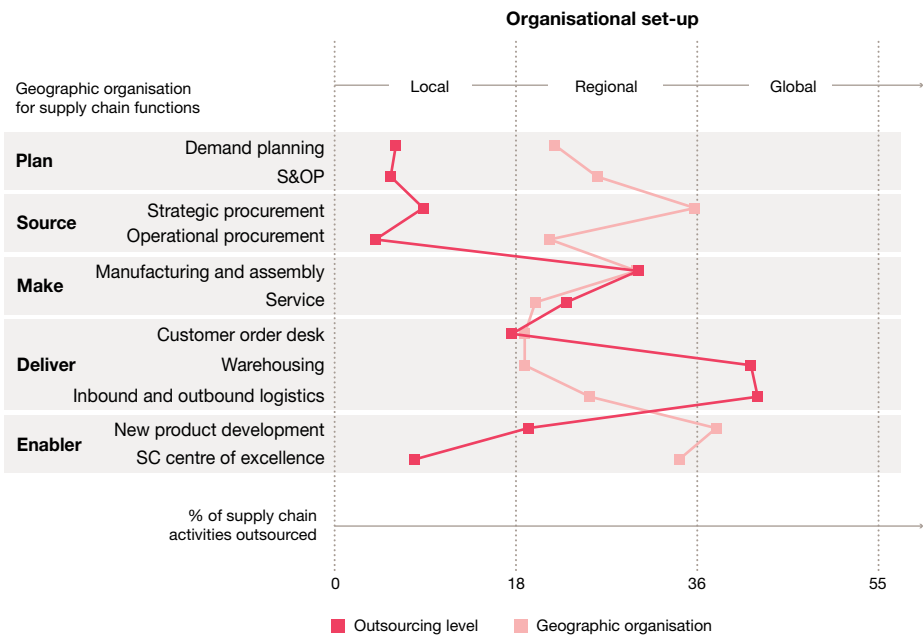 Organisational set-up
Geographic organisation
for supply chain functions
Local
Regional
Global
Plan
Demand planning
S&OP
Source
Strategic procurement
Operational procurement
Make
Manufacturing and assembly
Service
Deliver
Customer order desk
Warehousing
Inbound and outbound logistics
Enabler
New product development
SC centre of excellence
% of supply chain
activities outsourced
0
18
36
55
Outsourcing level
Geographic organisation